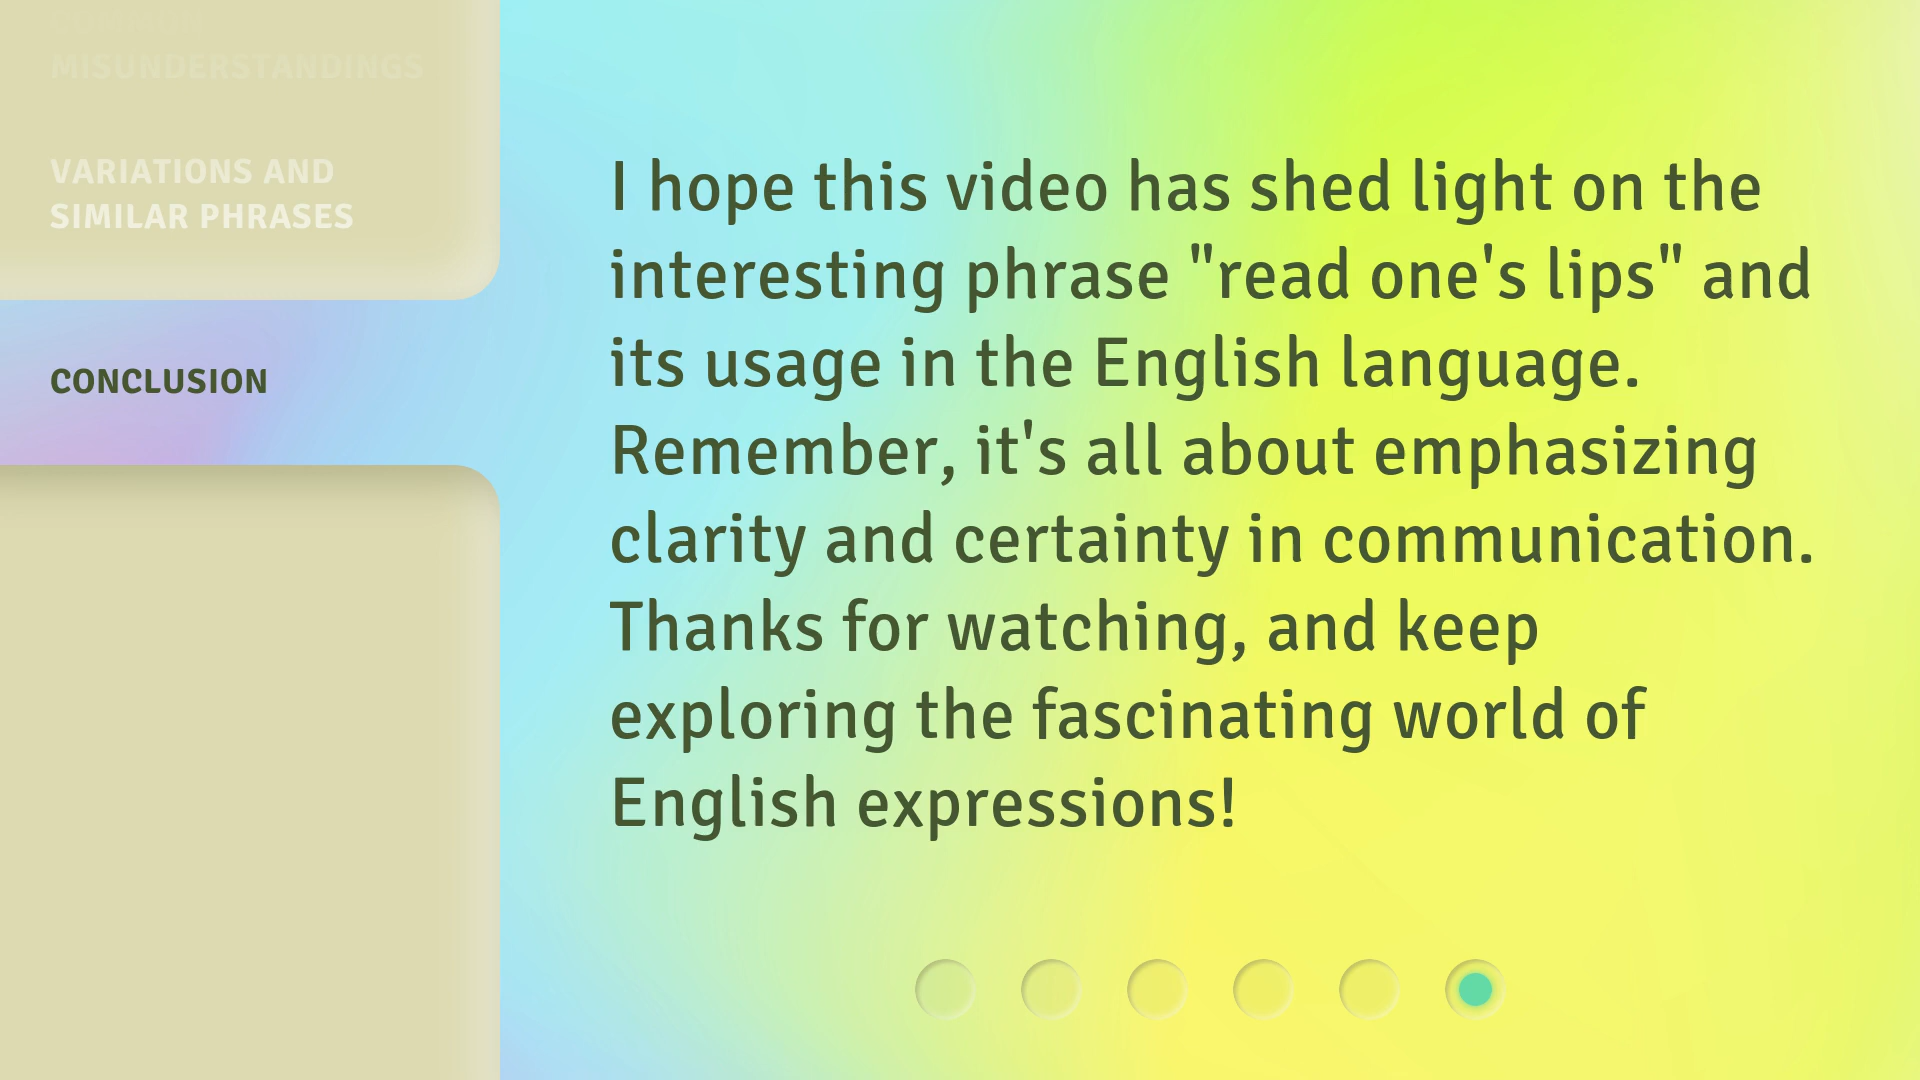 MISUNDERSTANDINGS
VARIATIONS AND
SIMILAR PHRASES
CONCLUSION
I hope this video has shed light on the
interesting phrase "read one's lips" and
its usage in the English language.
Remember, it's all about emphasizing
clarity and certainty in communication.
Thanks for watching, and keep
exploring the fascinating world of
English expressions!